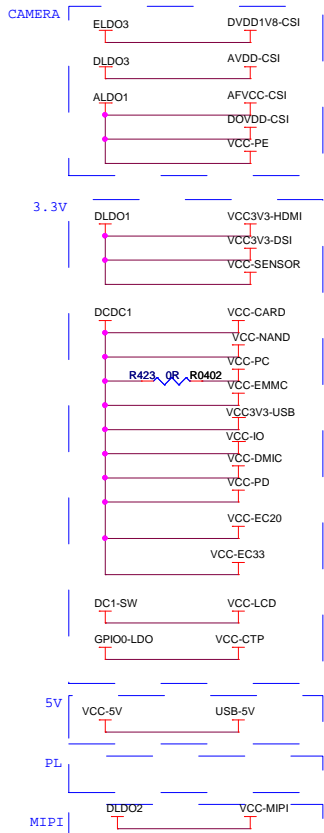 CAMERA
ELDO3 DVDD1V8-CSI
DLDO3 AVDD-CSI
ALDO1 AFVCC-CSI
DOVDD-CSI
VCC-PE
3.3V
DLDO1 VCC3V3-HDMI
VCC3V3-DSI
VCC-SENSOR
DCDC1 VCC-CARD
VCC-NAND
VCC-PC
R423 0R R0402
VCC-EMMC
VCC3V3-USB
VCC-IO
VCC-DMIC
VCC-PD
VCC-EC20
VCC-EC33
DC1-SW VCC-LCD
GPIO0-LDO VCC-CTP
5V
VCC-5V USB-5V
PL
DLDO2 VCC-MIPI
MIPI